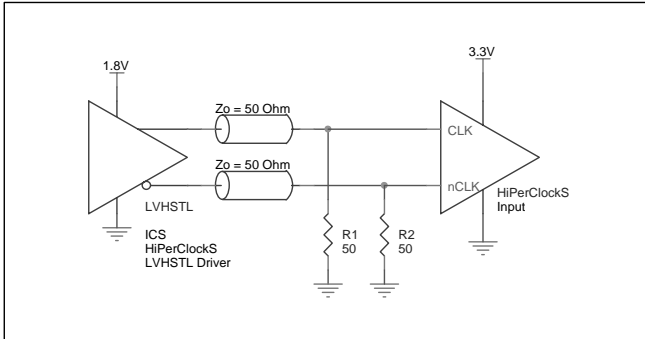 1.8V
3.3V
Zo = 50 Ohm
CLK
Zo = 50 Ohm
nCLK
HiPerClockS
Input
LVHSTL
ICS
HiPerClockS
LVHSTL Driver
R1
50
R2
50